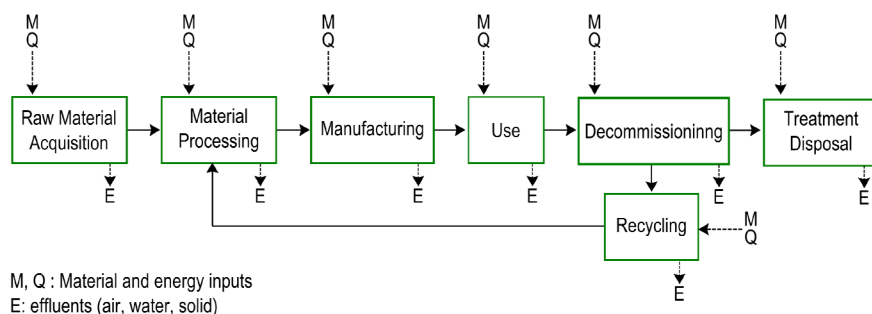 M
Q
M
Q
M
Q
M
Q
M
Q
M
Q
Raw Material
Acquisition
Material
Processing
Manufacturing
Use
Decommissioninng
Treatment
Disposal
E
E
E
E
E
E
Recycling
M
Q
E
M, Q : Material and energy inputs
E: effluents (air, water, solid)